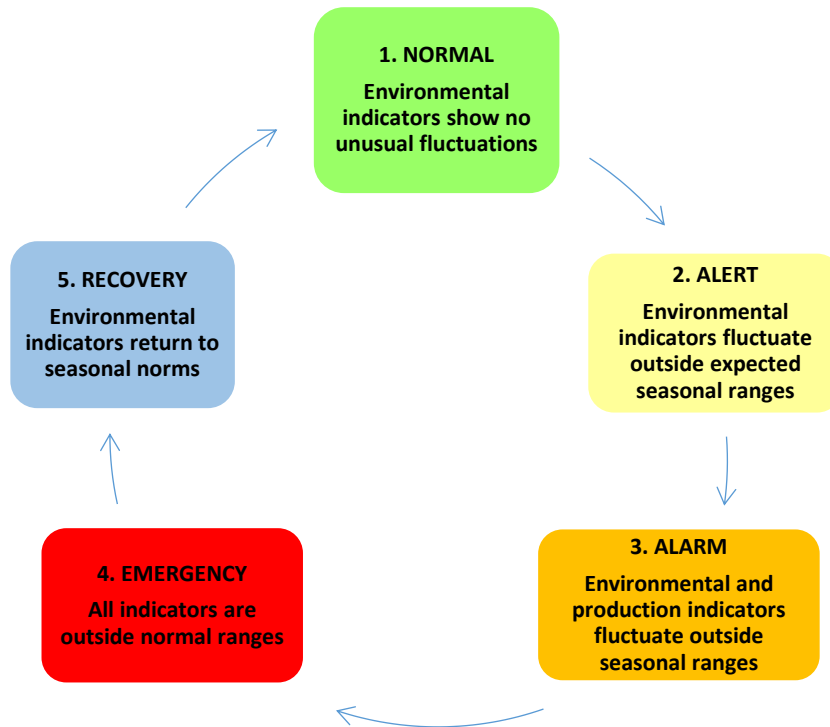 1. NORMAL
Environmental
indicators show no
unusual fluctuations
2. ALERT
Environmental
indicators fluctuate
outside expected
seasonal ranges
3. ALARM
Environmental and
production indicators
fluctuate outside
seasonal ranges
4. EMERGENCY
All indicators are
outside normal ranges
5. RECOVERY
Environmental
indicators return to
seasonal norms